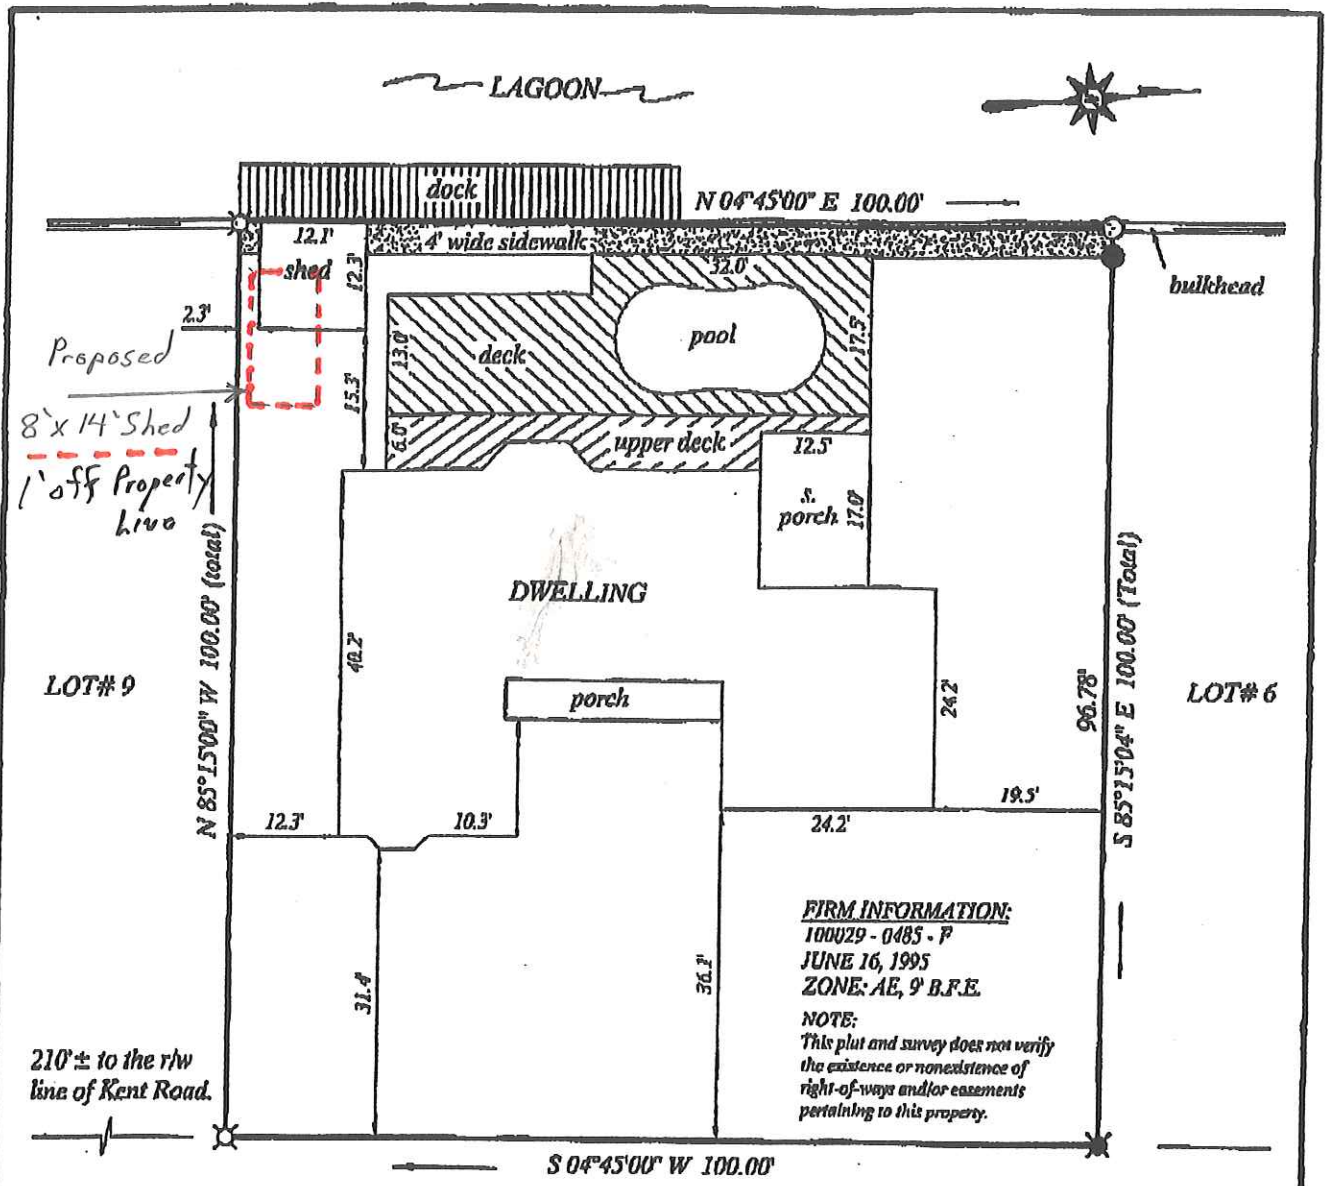 LAGOON
dock
N 04°45'00" E 100.00'
12.1'
4' wide sidewalk
shed
12.3'
32.0'
bulkhead
2.3'
Proposed
8' x 14' Shed
1' off Property
Line
15.3'
13.0'
deck
pool
17.5'
6.0'
upper deck
12.5'
s.
porch
17.0'
DWELLING
N 85°15'00" W 100.00' (total)
40.2'
LOT# 9
porch
24.2'
96.78'
S 85°15'04" E 100.00' (Total)
LOT# 6
12.3'
10.3'
24.2'
19.5'
31.4'
36.1'
FIRM INFORMATION:
100029 - 0485 - F
JUNE 16, 1995
ZONE: AE, 9' B.F.E.
NOTE:
This plat and survey does not verify
the existence or nonexistence of
right-of-ways and/or easements
pertaining to this property.
210'± to the r/w
line of Kent Road.
S 04°45'00" W 100.00'